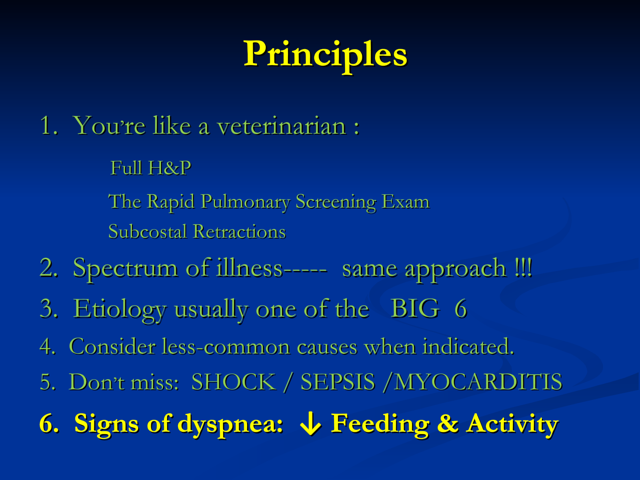 Principles
1. You're like a veterinarian :
Full H&P
The Rapid Pulmonary Screening Exam
Subcostal Retractions
2. Spectrum of illness----- same approach !!!
3. Etiology usually one of the BIG 6
4. Consider less-common causes when indicated.
5. Don't miss: SHOCK / SEPSIS /MYOCARDITIS
6. Signs of dyspnea: ↓ Feeding & Activity